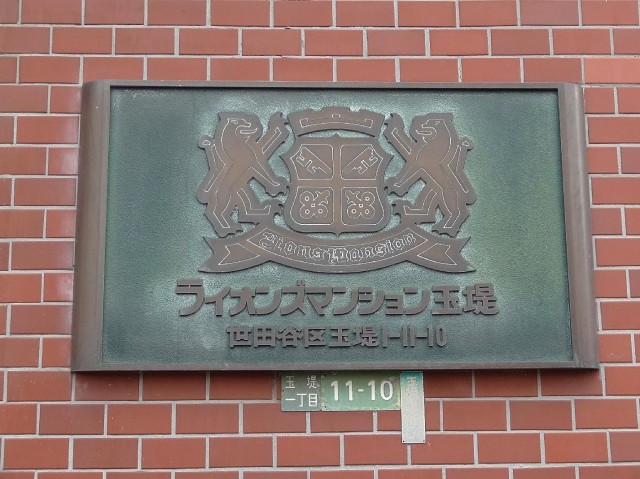 Lions Mansion
ライオンズマンション玉堤
世田谷区玉堤1-11-10
玉堤
一丁目
11-10